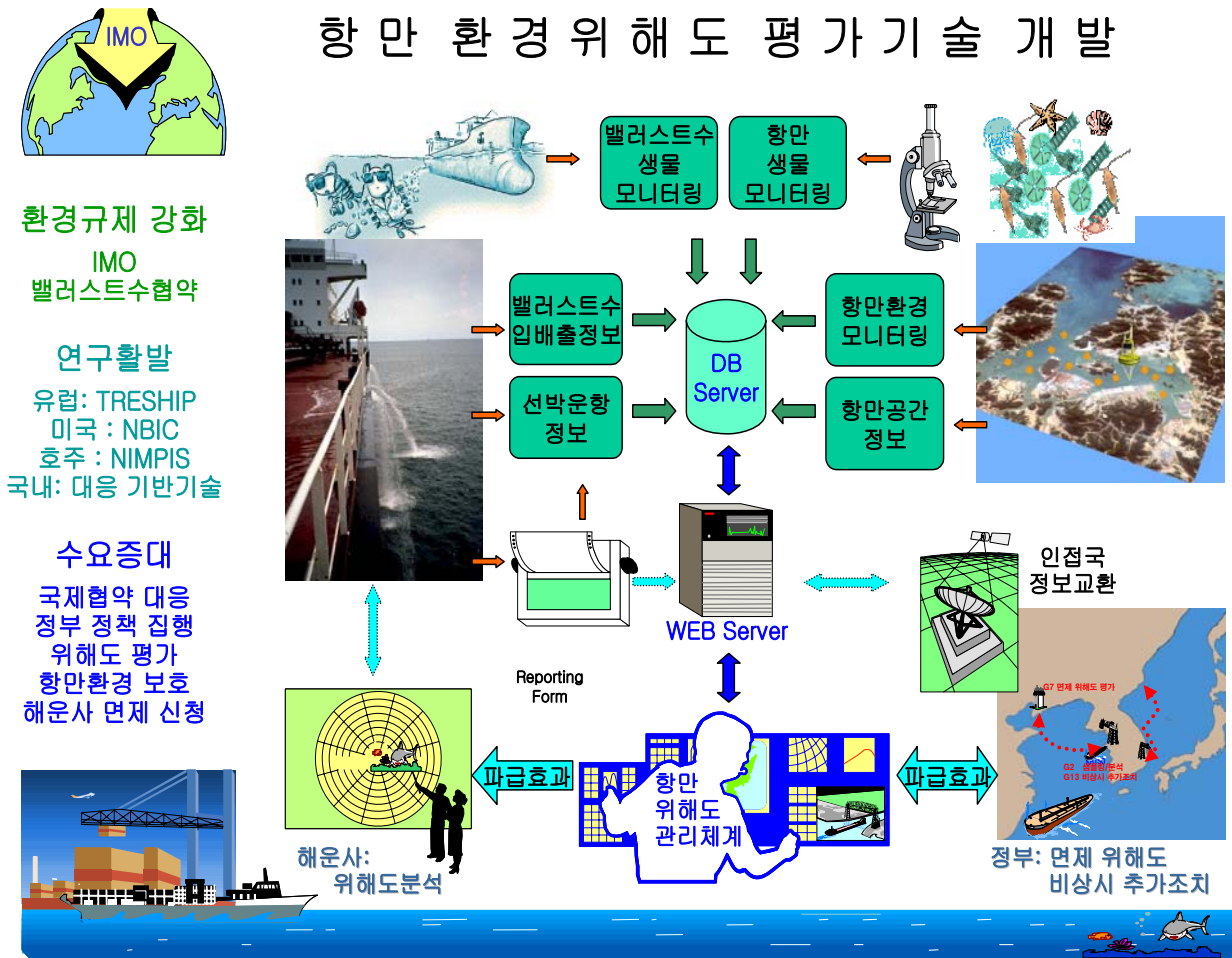 IMO
항만 환경위해도 평가기술 개발
환경규제 강화
IMO
밸러스트수협약
연구활발
유럽: TRESHIP
미국 : NBIC
호주 : NIMPIS
국내: 대응 기반기술
수요증대
국제협약 대응
정부 정책 집행
위해도 평가
항만환경 보호
해운사 면제 신청
밸러스트수
생물
모니터링
항만
생물
모니터링
밸러스트수
입배출정보
선박운항
정보
DB
Server
항만환경
모니터링
항만공간
정보
WEB Server
Reporting
Form
인접국
정보교환
G7 면제 위해도 평가
G2 샘플링/분석
G13 비상시 추가조치
파급효과
항만
위해도
관리체계
파급효과
해운사:
위해도분석
정부: 면제 위해도
비상시 추가조치